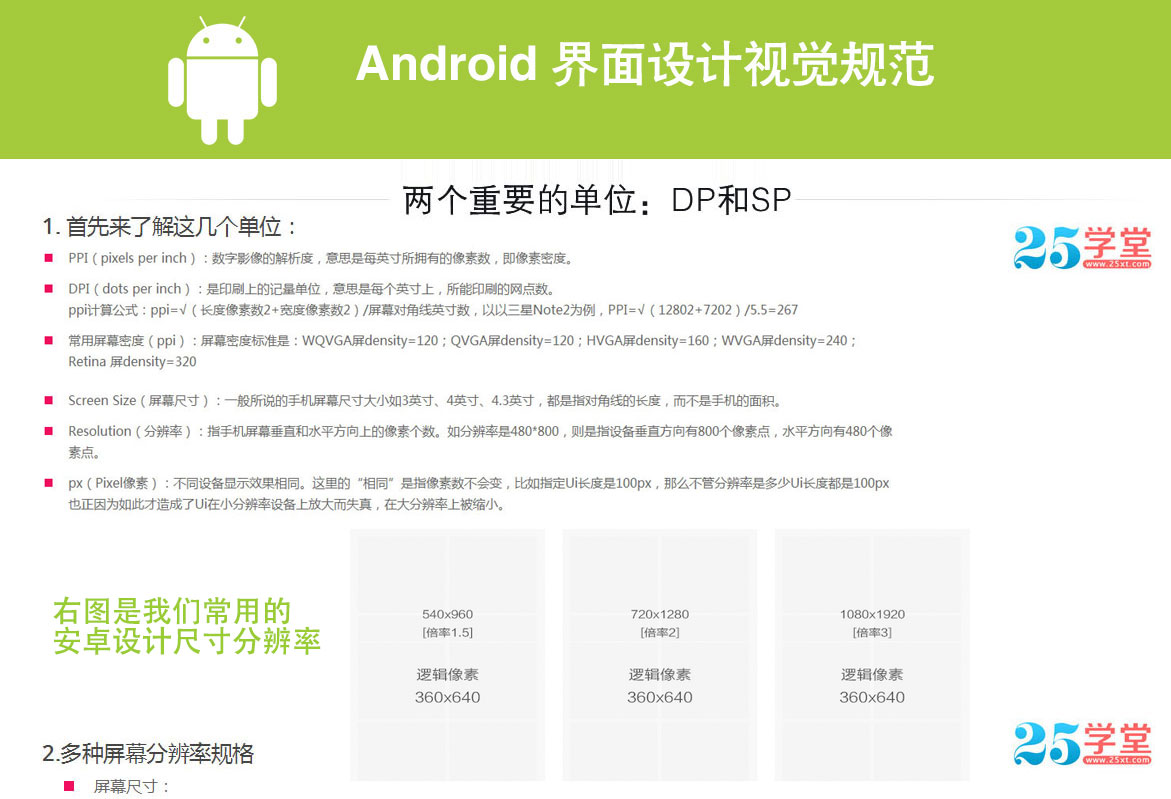 Android 界面设计视觉规范
两个重要的单位：DP和SP
1. 首先来了解这几个单位：
25学堂
www.25xt.com
PPI（pixels per inch）：数字影像的解析度，意思是每英寸所拥有的像素数，即像素密度。
DPI（dots per inch）：是印刷上的记量单位，意思是每个英寸上，所能印刷的网点数。
ppi计算公式：ppi=√（长度像素数2+宽度像素数2）/屏幕对角线英寸数，以以三星Note2为例，PPI=√（12802+7202）/5.5=267
常用屏幕密度（ppi）：屏幕密度标准是：WQVGA屏density=120；QVGA屏density=120；HVGA屏density=160；WVGA屏density=240；
Retina 屏density=320
Screen Size（屏幕尺寸）：一般所说的手机屏幕尺寸大小如3英寸、4英寸、4.3英寸，都是指对角线的长度，而不是手机的面积。
Resolution（分辨率）：指手机屏幕垂直和水平方向上的像素个数。如分辨率是480*800，则是指设备垂直方向有800个像素点，水平方向有480个像
素点。
px（Pixel像素）：不同设备显示效果相同。这里的“相同”是指像素数不会变，比如指定Ui长度是100px，那么不管分辨率是多少Ui长度都是100px
也正因为如此才造成了Ui在小分辨率设备上放大而失真，在大分辨率上被缩小。
右图是我们常用的
安卓设计尺寸分辨率
540x960
[倍率1.5]
逻辑像素
360x640
720x1280
[倍率2]
逻辑像素
360x640
1080x1920
[倍率3]
逻辑像素
360x640
25学堂
www.25xt.com
2.多种屏幕分辨率规格
屏幕尺寸：